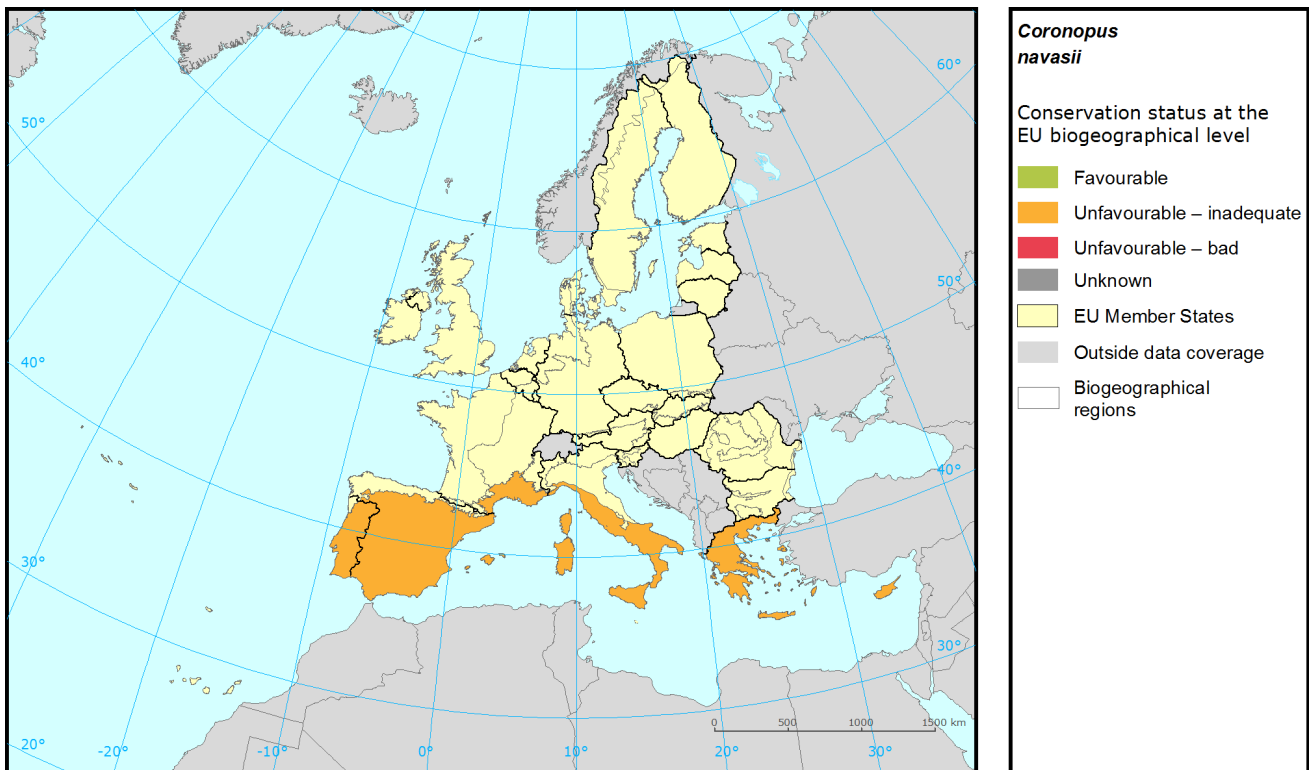 Coronopus
navasii
Conservation status at the
EU biogeographical level
Favourable
Unfavourable – inadequate
Unfavourable – bad
Unknown
EU Member States
Outside data coverage
Biogeographical
regions
60°
50°
50°
40°
40°
30°
30°
20°
-20°
-10°
0°
10°
20°
30°
0 500 1000 1500 km